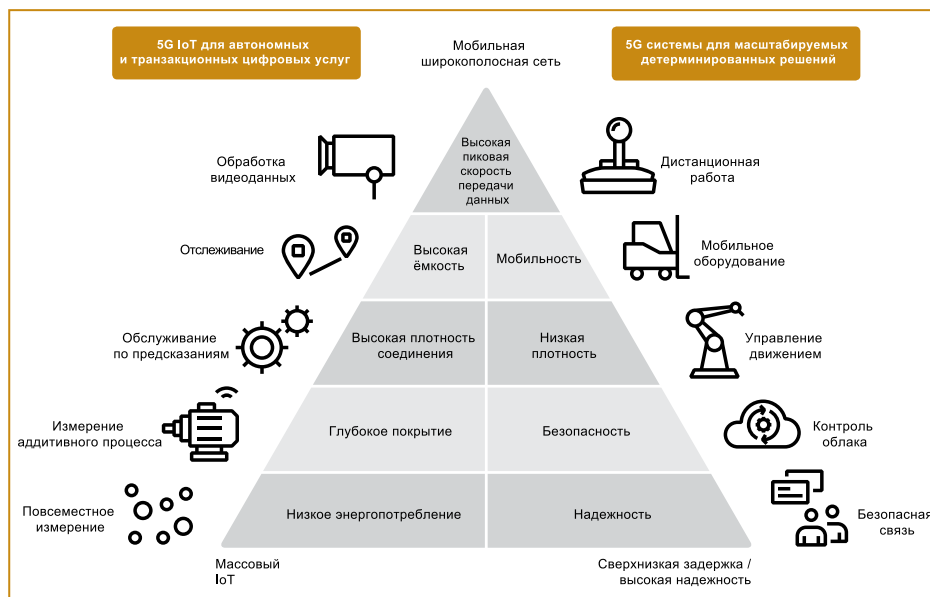 5G IoT для автономных
и транзакционных цифровых услуг
Мобильная
широкополосная сеть
5G системы для масштабируемых
детерминированных решений
Высокая
пиковая
скорость
передачи
данных
Обработка
видеоданных
Дистанционная
работа
Отслеживание
Высокая
ёмкость
Мобильность
Мобильное
оборудование
Обслуживание
по предсказаниям
Высокая плотность
соединения
Низкая
плотность
Управление
движением
Измерение
аддитивного процесса
Глубокое покрытие
Безопасность
Контроль
облака
Повсеместное
измерение
Низкое энергопотребление
Надежность
Безопасная
связь
Массовый
IoT
Сверхнизкая задержка /
высокая надежность